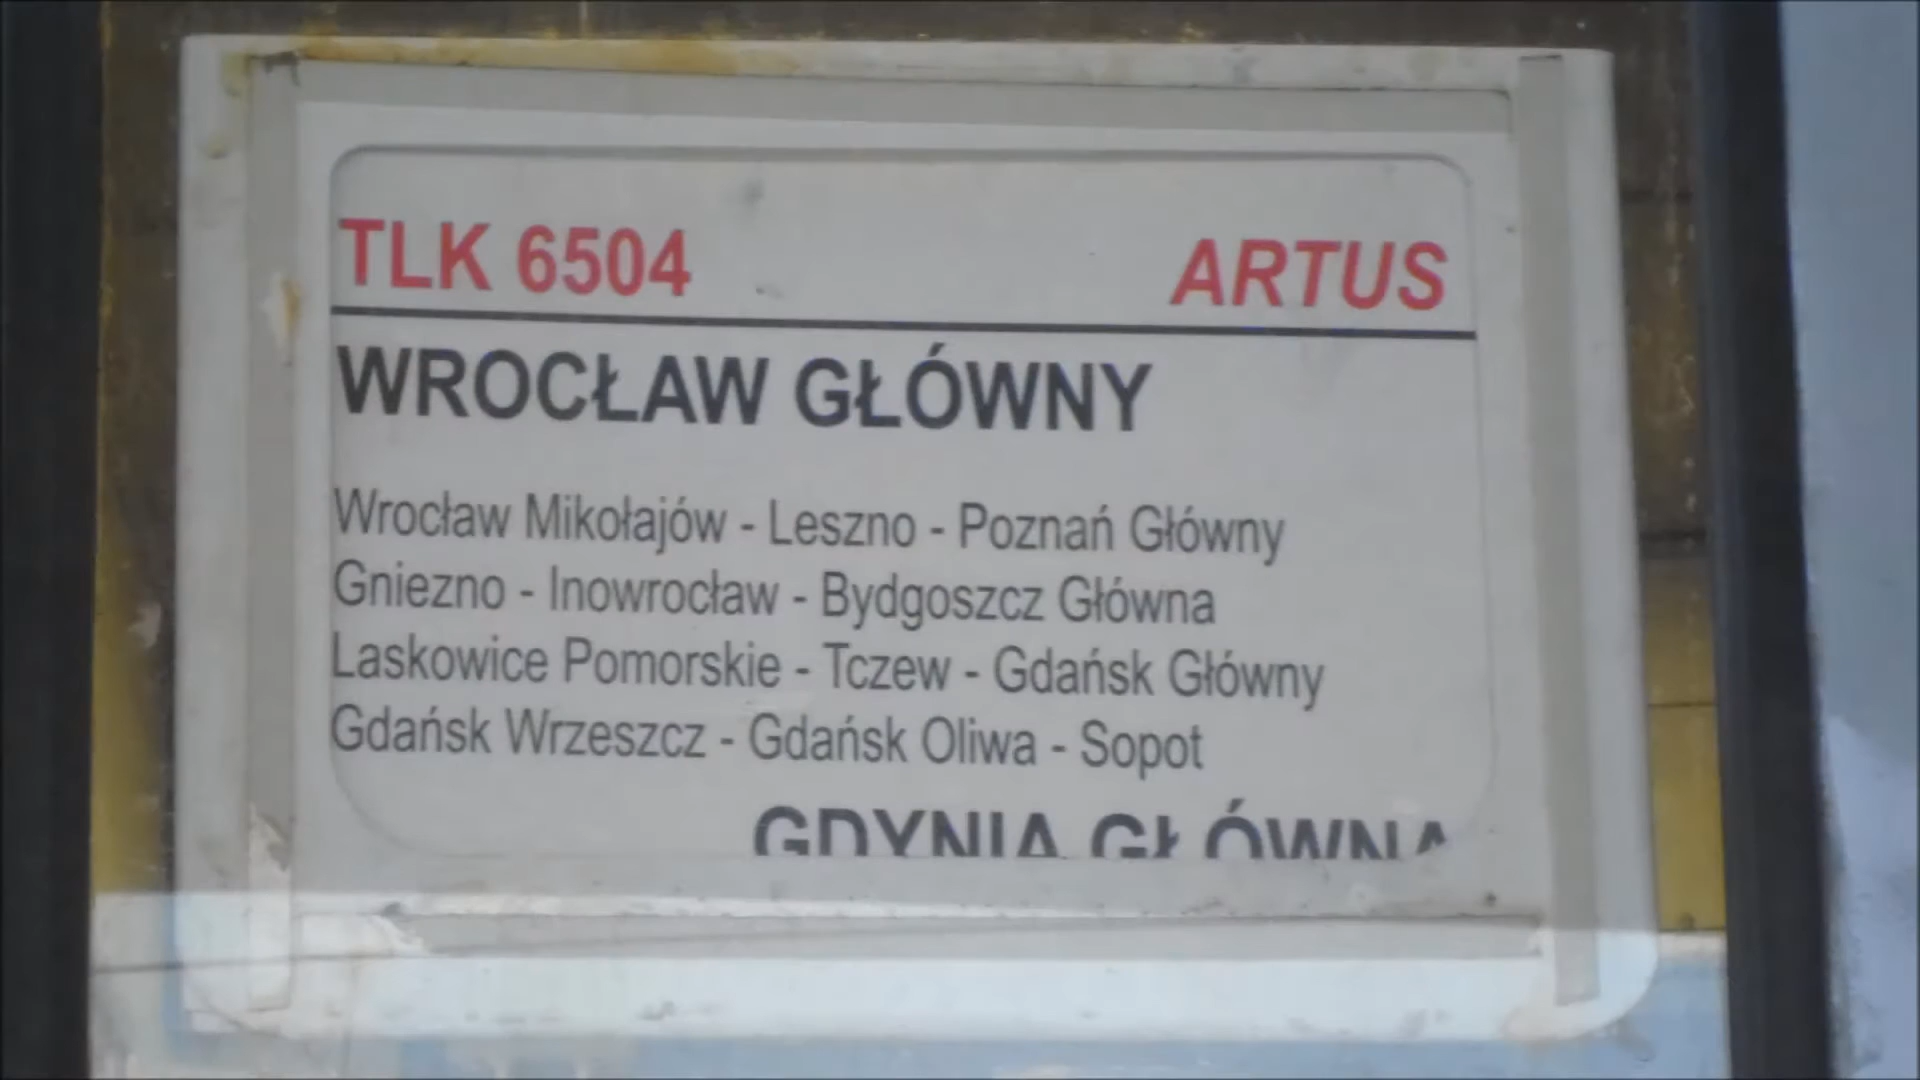 TLK 6504 ARTUS
WROCŁAW GŁÓWNY
Wrocław Mikołajów - Leszno - Poznań Główny
Gniezno - Inowrocław - Bydgoszcz Główna
Laskowice Pomorskie - Tczew - Gdańsk Główny
Gdańsk Wrzeszcz - Gdańsk Oliwa - Sopot
GDYNIA GŁÓWNA